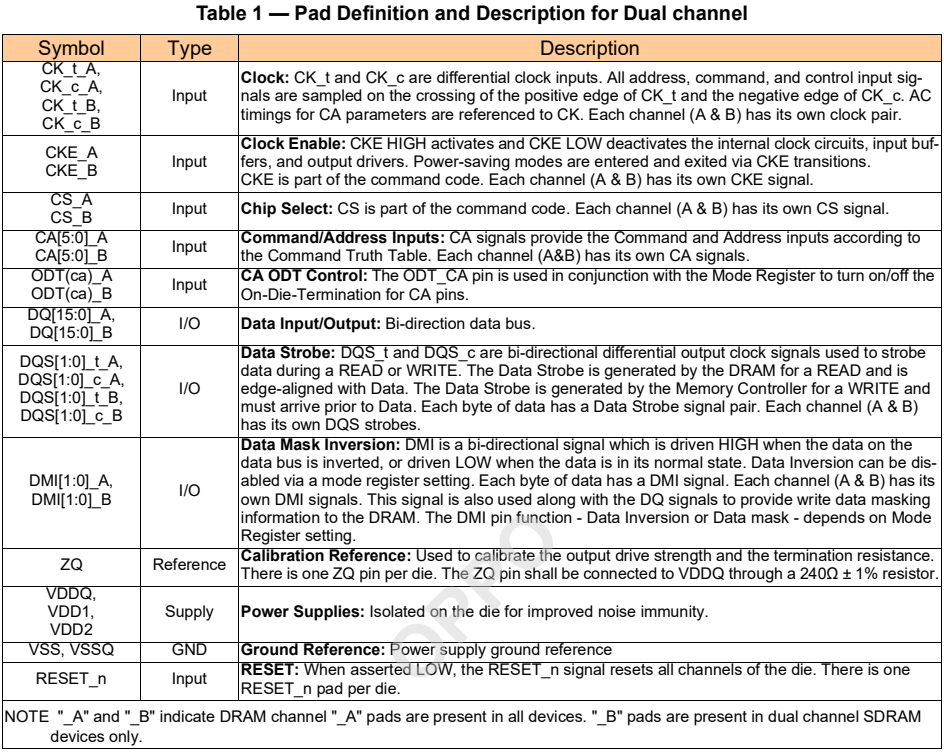 Table 1 — Pad Definition and Description for Dual channel
Symbol Type Description
CK_t_A,
CK_c_A,
CK_t_B,
CK_c_B
Input
Clock: CK_t and CK_c are differential clock inputs. All address, command, and control input sig-
nals are sampled on the crossing of the positive edge of CK_t and the negative edge of CK_c. AC
timings for CA parameters are referenced to CK. Each channel (A & B) has its own clock pair.
CKE_A
CKE_B
Input
Clock Enable: CKE HIGH activates and CKE LOW deactivates the internal clock circuits, input buf-
fers, and output drivers. Power-saving modes are entered and exited via CKE transitions.
CKE is part of the command code. Each channel (A & B) has its own CKE signal.
CS_A
CS_B
Input
Chip Select: CS is part of the command code. Each channel (A & B) has its own CS signal.
CA[5:0]_A
CA[5:0]_B
Input
Command/Address Inputs: CA signals provide the Command and Address inputs according to
the Command Truth Table. Each channel (A&B) has its own CA signals.
ODT(ca)_A
ODT(ca)_B
Input
CA ODT Control: The ODT_CA pin is used in conjunction with the Mode Register to turn on/off the
On-Die-Termination for CA pins.
DQ[15:0]_A,
DQ[15:0]_B
I/O
Data Input/Output: Bi-direction data bus.
DQS[1:0]_t_A,
DQS[1:0]_c_A,
DQS[1:0]_t_B,
DQS[1:0]_c_B
I/O
Data Strobe: DQS_t and DQS_c are bi-directional differential output clock signals used to strobe
data during a READ or WRITE. The Data Strobe is generated by the DRAM for a READ and is
edge-aligned with Data. The Data Strobe is generated by the Memory Controller for a WRITE and
must arrive prior to Data. Each byte of data has a Data Strobe signal pair. Each channel (A & B)
has its own DQS strobes.
DMI[1:0]_A,
DMI[1:0]_B
I/O
Data Mask Inversion: DMI is a bi-directional signal which is driven HIGH when the data on the
data bus is inverted, or driven LOW when the data is in its normal state. Data Inversion can be dis-
abled via a mode register setting. Each byte of data has a DMI signal. Each channel (A & B) has its
own DMI signals. This signal is also used along with the DQ signals to provide write data masking
information to the DRAM. The DMI pin function - Data Inversion or Data mask - depends on Mode
Register setting.
ZQ
Reference
Calibration Reference: Used to calibrate the output drive strength and the termination resistance.
There is one ZQ pin per die. The ZQ pin shall be connected to VDDQ through a 240Ω ± 1% resistor.
VDDQ,
VDD1,
VDD2
Supply
Power Supplies: Isolated on the die for improved noise immunity.
VSS, VSSQ
GND
Ground Reference: Power supply ground reference
RESET_n
Input
RESET: When asserted LOW, the RESET_n signal resets all channels of the die. There is one
RESET_n pad per die.
NOTE "_A" and "_B" indicate DRAM channel "_A" pads are present in all devices. "_B" pads are present in dual channel SDRAM
devices only.
OPPO